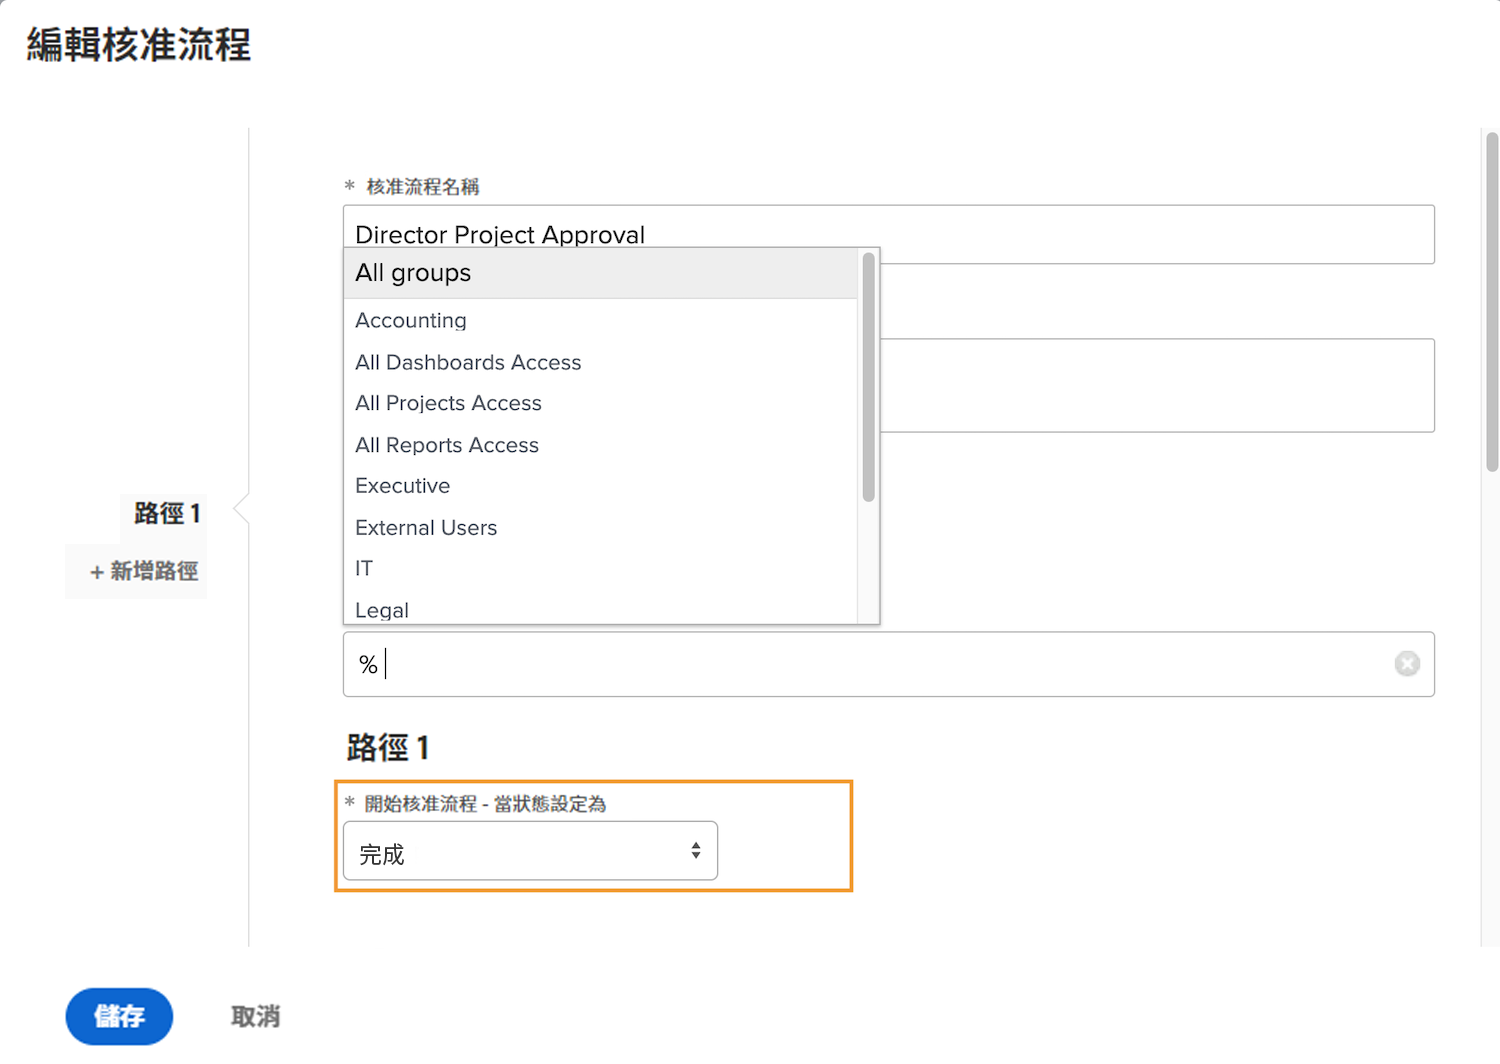 編輯核准流程
* 核准流程名稱
Director Project Approval
All groups
Accounting
All Dashboards Access
All Projects Access
All Reports Access
Executive
External Users
IT
Legal
路徑 1
+ 新增路徑
%
路徑 1
* 開始核准流程 - 當狀態設定為
完成
儲存
取消